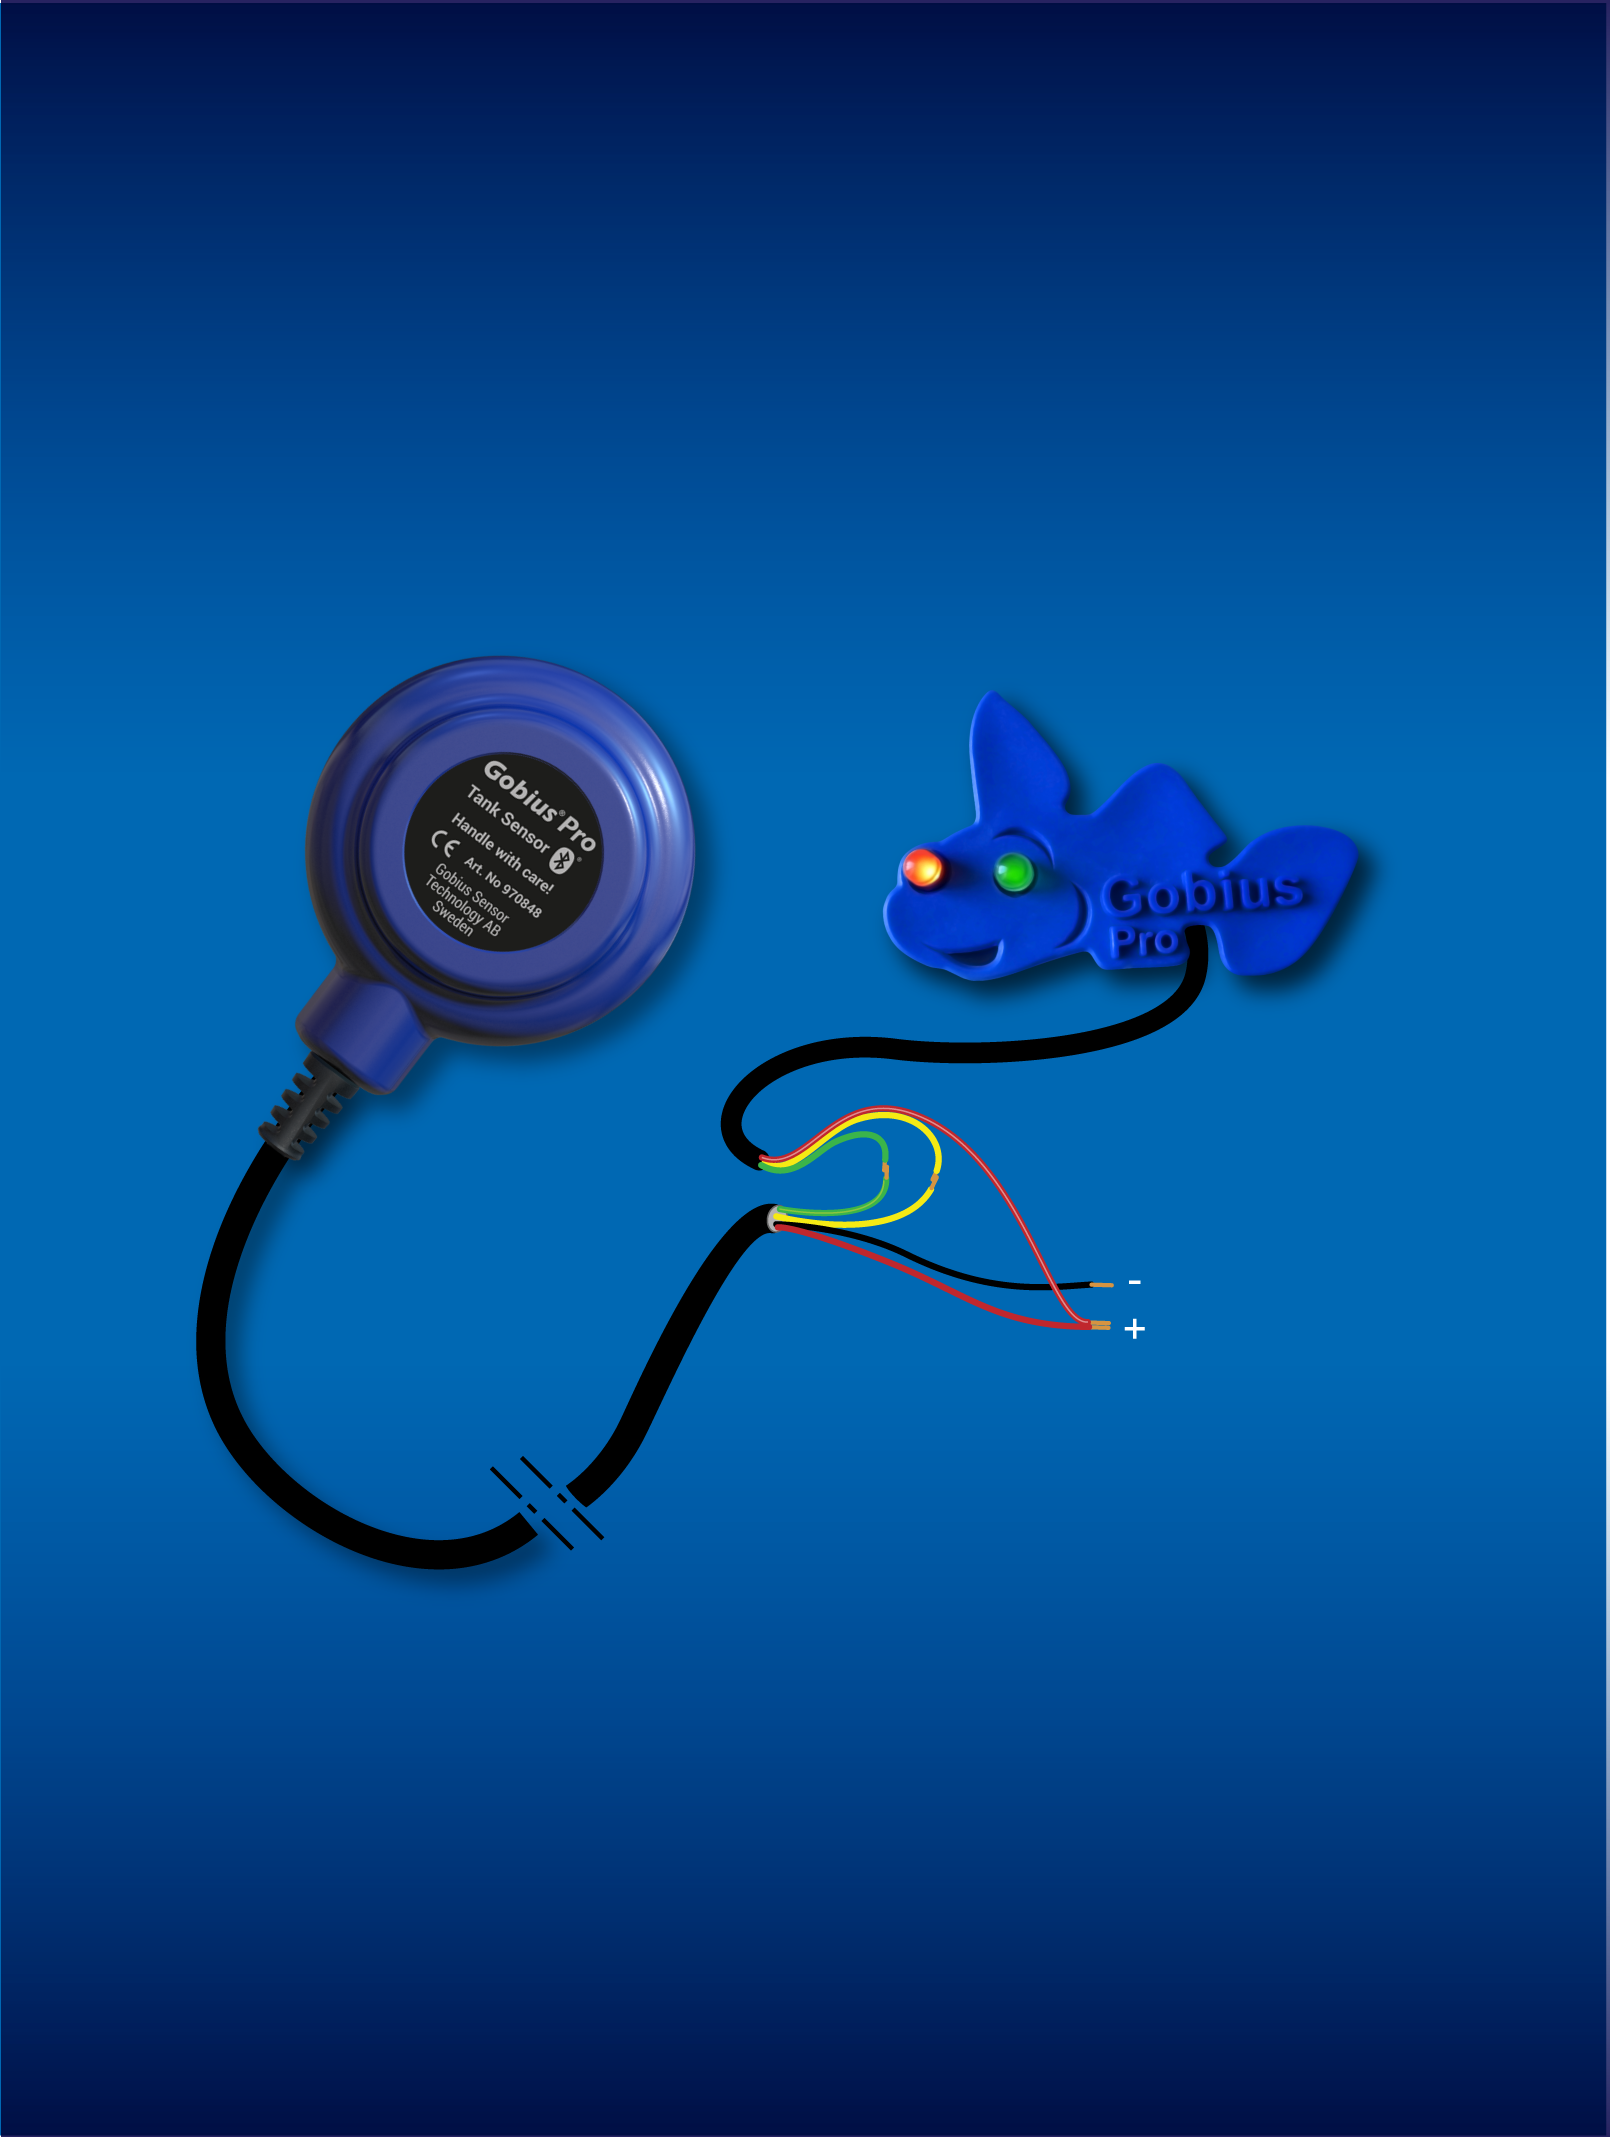 Gobius® Pro
Tank Sensor
Handle with care!
CE Art. No 970848
Gobius Sensor
Technology AB
Sweden
Gobius
Pro
-
+